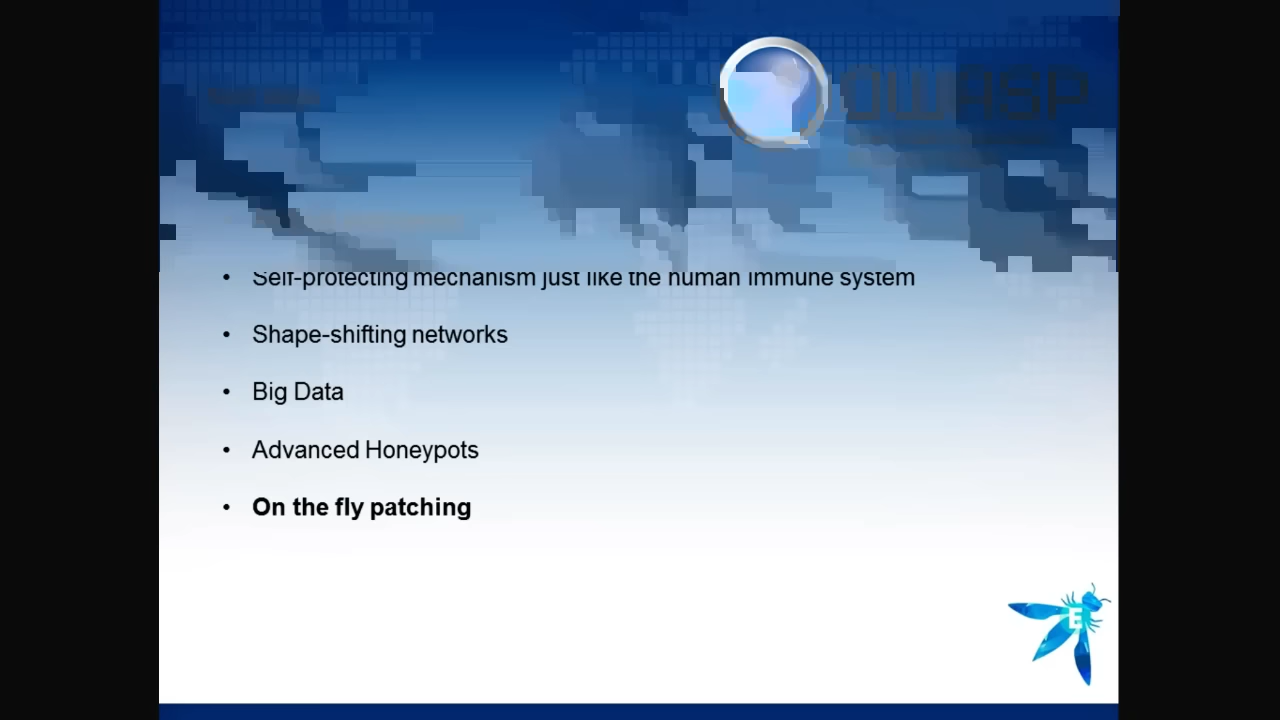 OWASP
Self-protecting mechanism just like the human immune system
Shape-shifting networks
Big Data
Advanced Honeypots
On the fly patching
E